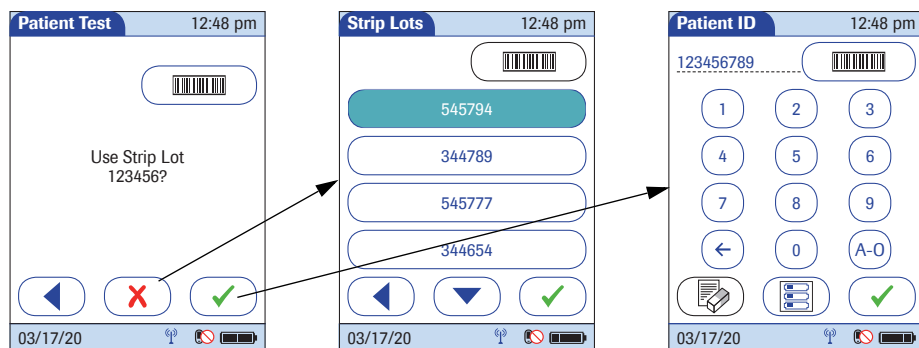 Patient Test 12:48 pm
Use Strip Lot
123456?
03/17/20
Strip Lots 12:48 pm
545794
344789
545777
344654
03/17/20
Patient ID 12:48 pm
123456789
1 2 3
4 5 6
7 8 9
0 A-O
03/17/20